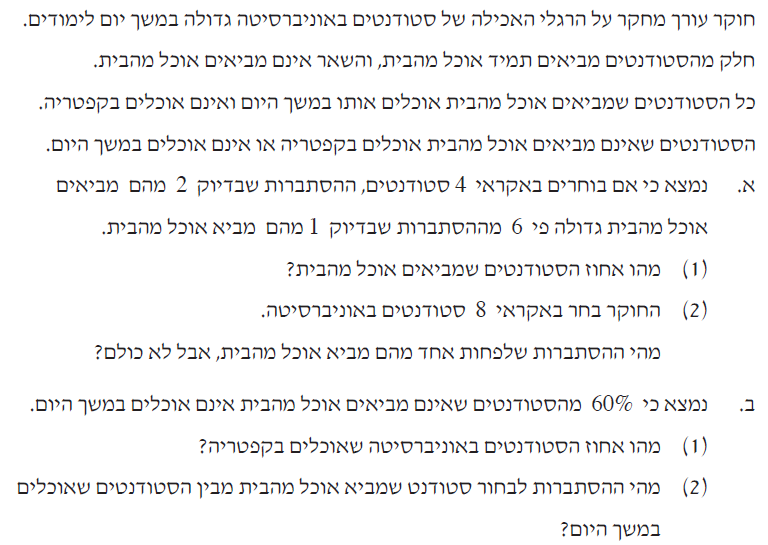 חוקר עורך מחקר על הרגלי האכילה של סטודנטים באוניברסיטה גדולה במשך יום לימודים.
חלק מהסטודנטים מביאים תמיד אוכל מהבית, והשאר אינם מביאים אוכל מהבית.
כל הסטודנטים שמביאים אוכל מהבית אוכלים אותו במשך היום ואינם אוכלים בקפטריה.
הסטודנטים שאינם מביאים אוכל מהבית אוכלים בקפטריה או אינם אוכלים במשך היום.
א. נמצא כי אם בוחרים באקראי 4 סטודנטים, ההסתברות שבדיוק 2 מהם מביאים
אוכל מהבית גדולה פי 6 מההסתברות שבדיוק 1 מהם מביא אוכל מהבית.
(1) מהו אחוז הסטודנטים שמביאים אוכל מהבית?
(2) החוקר בחר באקראי 8 סטודנטים באוניברסיטה.
מהי ההסתברות שלפחות אחד מהם מביא אוכל מהבית, אבל לא כולם?
ב. נמצא כי 60% מהסטודנטים שאינם מביאים אוכל מהבית אינם אוכלים במשך היום.
(1) מהו אחוז הסטודנטים באוניברסיטה שאוכלים בקפטריה?
(2) מהי ההסתברות לבחור סטודנט שמביא אוכל מהבית מבין הסטודנטים שאוכלים
במשך היום?